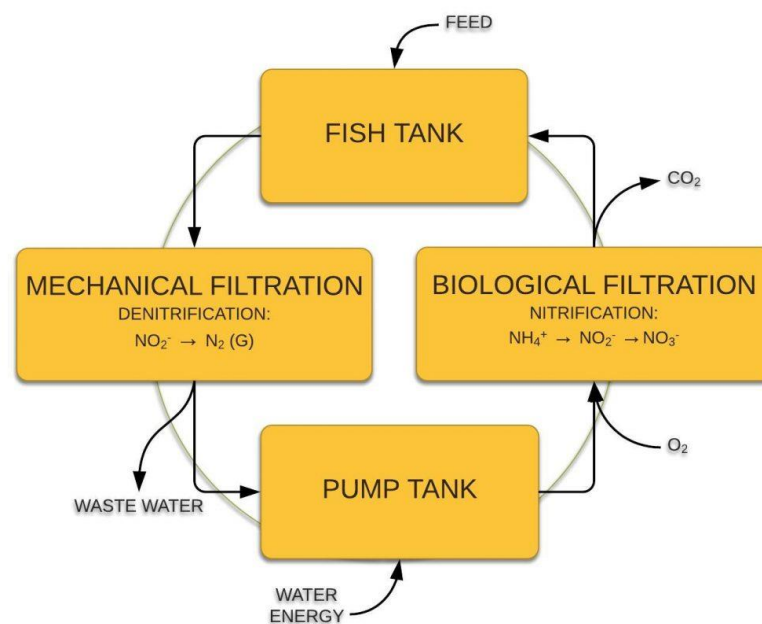 FEED
FISH TANK
CO₂
MECHANICAL FILTRATION
DENITRIFICATION:
NO₂⁻ → N₂ (G)
BIOLOGICAL FILTRATION
NITRIFICATION:
NH₄⁺ → NO₂⁻ →NO₃⁻
O₂
WASTE WATER
PUMP TANK
WATER
ENERGY